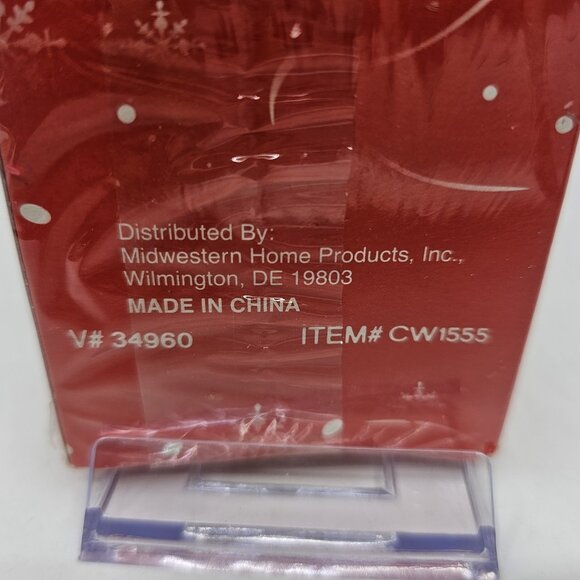 Distributed By:
Midwestern Home Products, Inc.,
Wilmington, DE 19803
MADE IN CHINA
V# 34960 ITEM# CW1555